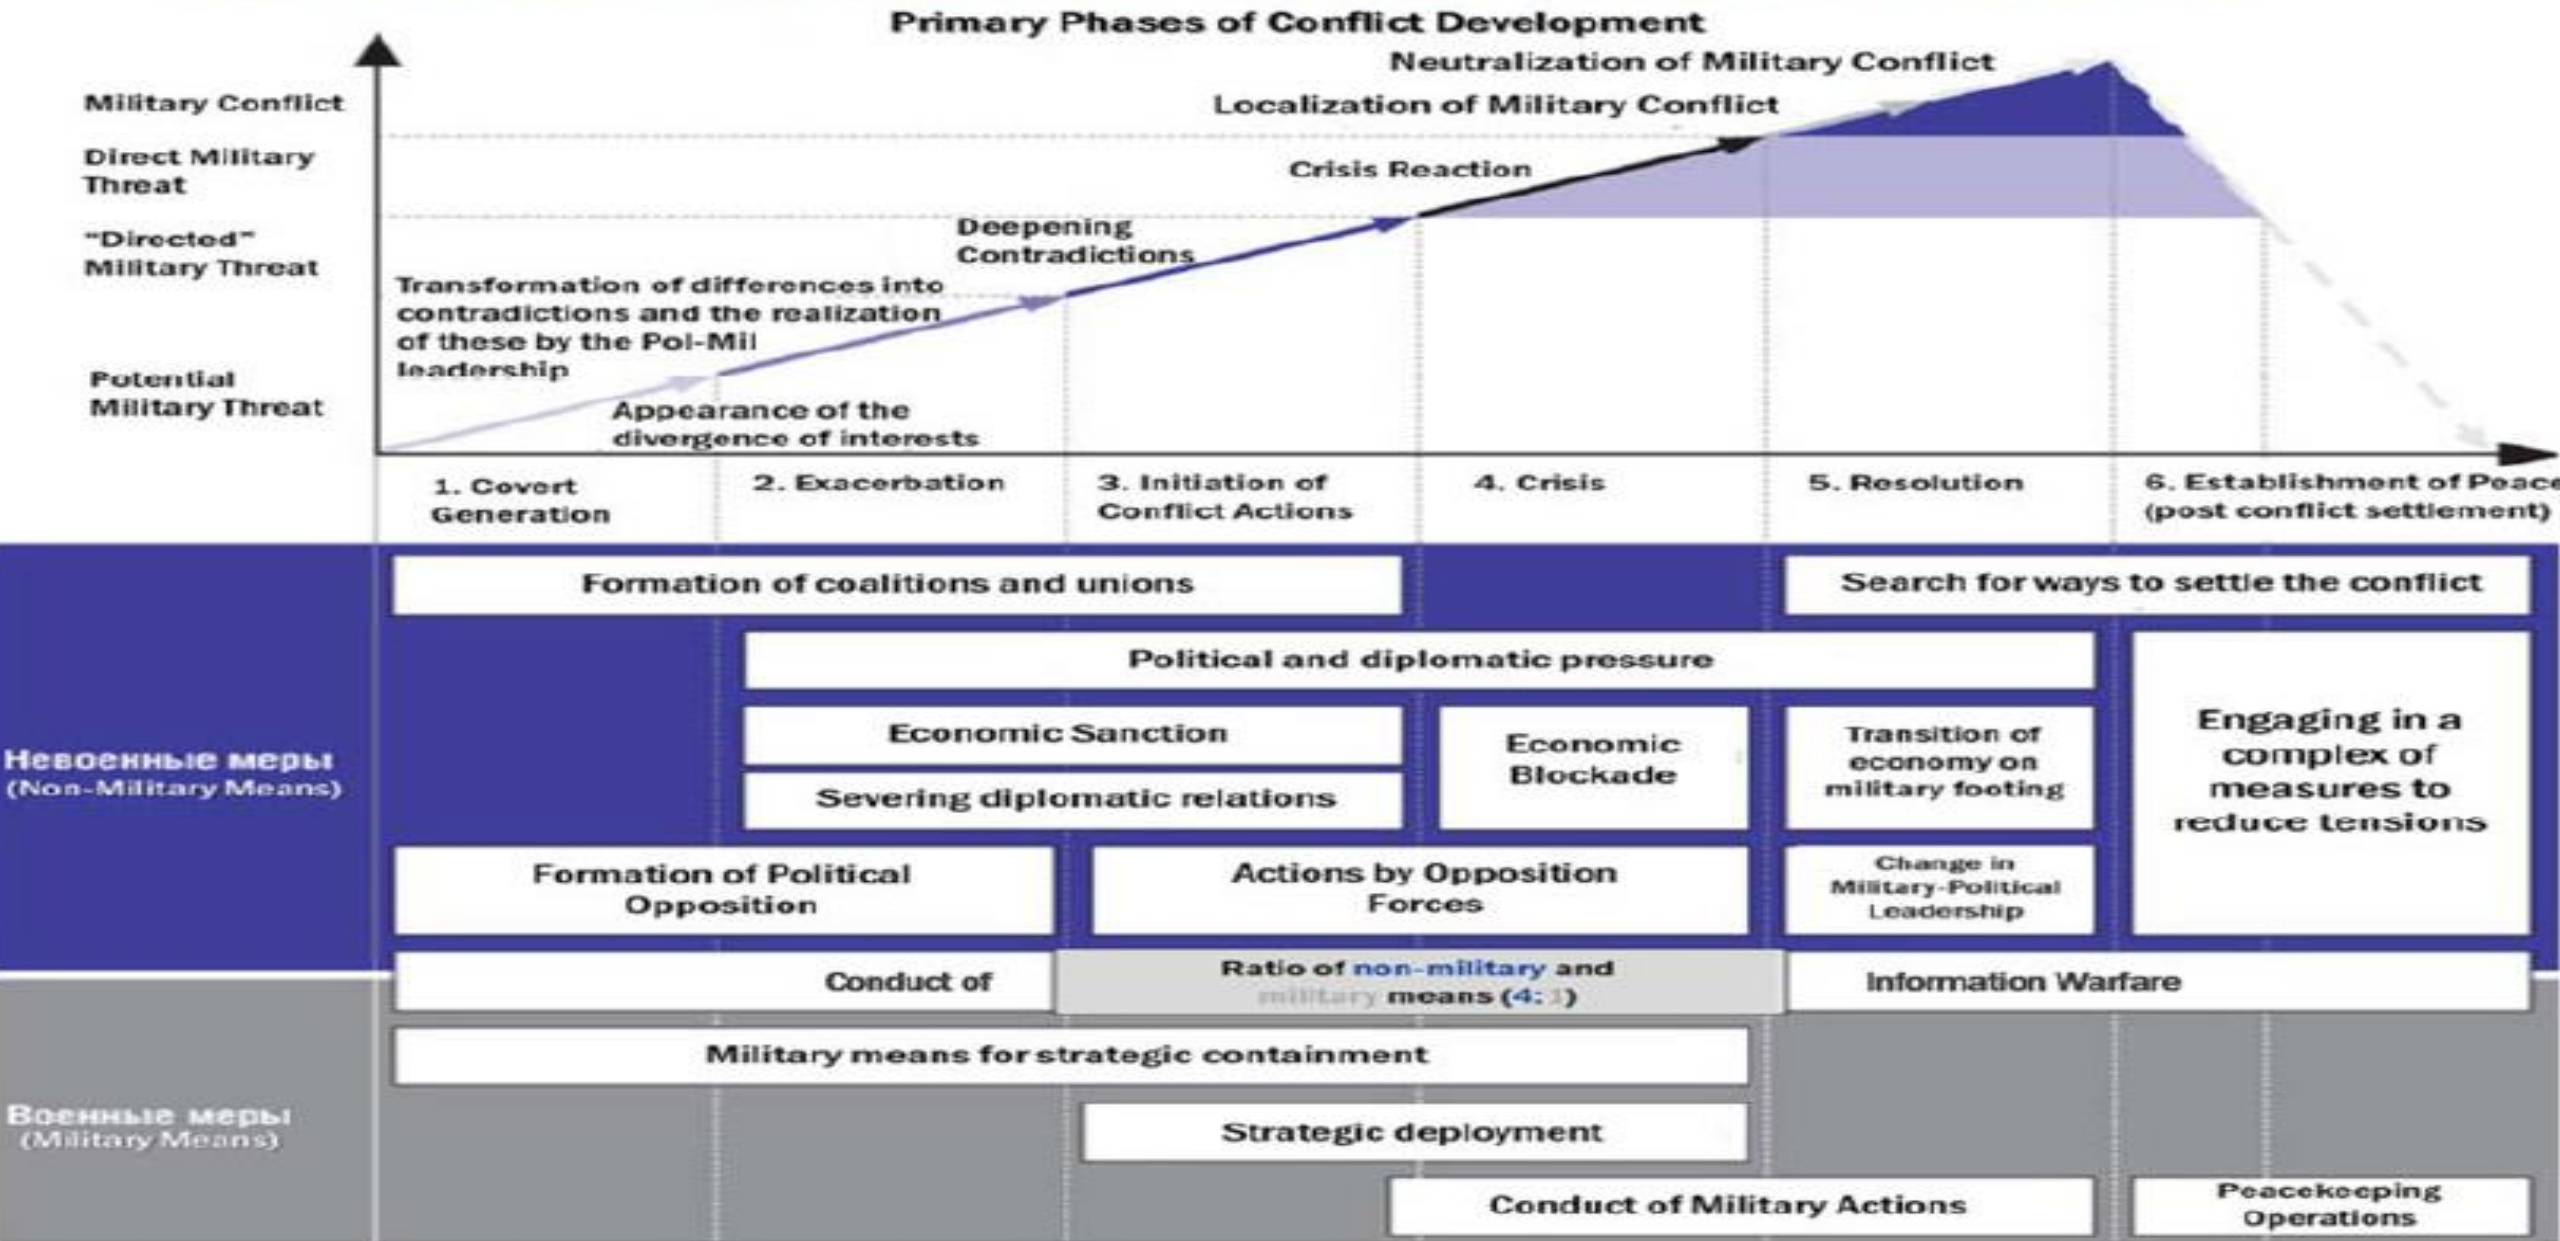 Primary Phases of Conflict Development
Neutralization of Military Conflict
Localization of Military Conflict
Crisis Reaction
Deepening
Contradictions
Transformation of differences into
contradictions and the realization
of these by the Pol-Mil
leadership
Appearance of the
divergence of interests
Military Conflict
Direct Military
Threat
"Directed"
Military Threat
Potential
Military Threat
1. Covert
Generation
2. Exacerbation
3. Initiation of
Conflict Actions
4. Crisis
5. Resolution
6. Establishment of Peace
(post conflict settlement)
Невоенные меры
(Non-Military Means)
Formation of coalitions and unions
Search for ways to settle the conflict
Political and diplomatic pressure
Economic Sanction
Severing diplomatic relations
Economic
Blockade
Transition of
economy on
military footing
Engaging in a
complex of
measures to
reduce tensions
Formation of Political
Opposition
Actions by Opposition
Forces
Change in
Military-Political
Leadership
Conduct of
Ratio of non-military and
military means (4: 1)
Information Warfare
Военные меры
(Military Means)
Military means for strategic containment
Strategic deployment
Conduct of Military Actions
Peacekeeping
Operations